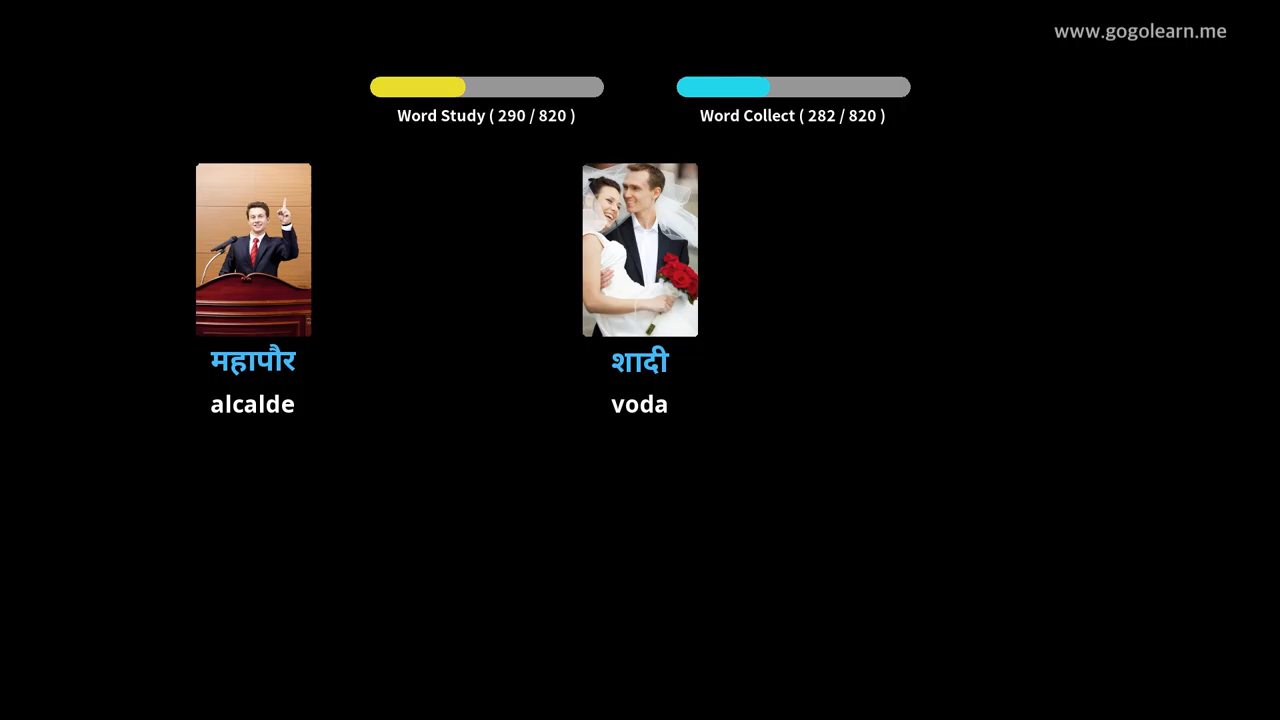 www.gogolearn.me
Word Study ( 290 / 820 )
Word Collect ( 282 / 820 )
महापौर
alcalde
शादी
voda